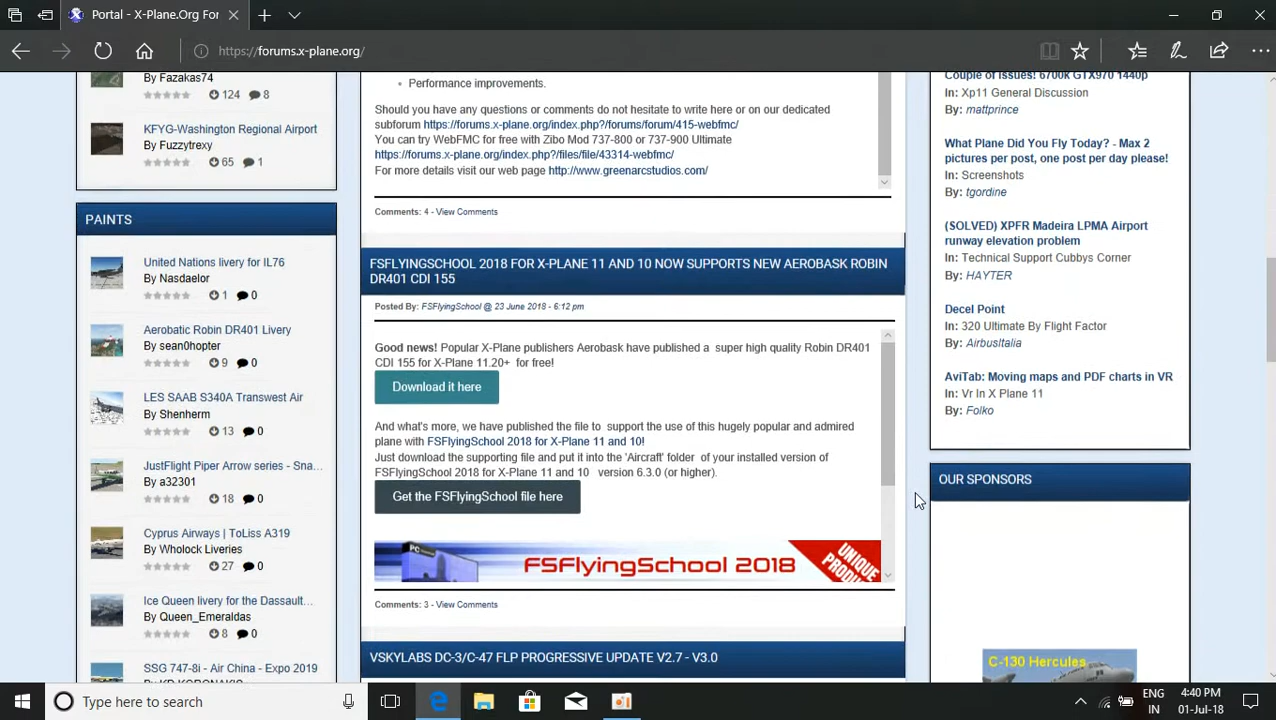 Portal - X-Plane.Org For
https://forums.x-plane.org/
By Fazakas74
124 8
KFYG-Washington Regional Airport
By Fuzzytrexy
65 1
PAINTS
United Nations livery for IL76
By Nasdaelor
1 0
Aerobatic Robin DR401 Livery
By sean0hopter
9 0
LES SAAB S340A Transwest Air
By Shenherm
13 0
JustFlight Piper Arrow series - Sna...
By a32301
18 0
Cyprus Airways | ToLiss A319
By Wholock Liveries
27 0
Ice Queen livery for the Dassault...
By Queen_Emeraldas
8 0
SSG 747-8i - Air China - Expo 2019
By KD KORONAKIS
• Performance improvements.
Should you have any questions or comments do not hesitate to write here or on our dedicated
subforum https://forums.x-plane.org/index.php?/forums/forum/415-webfmc/
You can try WebFMC for free with Zibo Mod 737-800 or 737-900 Ultimate
https://forums.x-plane.org/index.php?/files/file/43314-webfmc/
For more details visit our web page http://www.greenarcstudios.com/
Comments: 4 - View Comments
FSFLYINGSCHOOL 2018 FOR X-PLANE 11 AND 10 NOW SUPPORTS NEW AEROBASK ROBIN
DR401 CDI 155
Posted By: FSFlyingSchool @ 23 June 2018 - 6:12 pm
Good news! Popular X-Plane publishers Aerobask have published a super high quality Robin DR401
CDI 155 for X-Plane 11.20+ for free!
Download it here
And what's more, we have published the file to support the use of this hugely popular and admired
plane with FSFlyingSchool 2018 for X-Plane 11 and 10!
Just download the supporting file and put it into the 'Aircraft' folder of your installed version of
FSFlyingSchool 2018 for X-Plane 11 and 10 version 6.3.0 (or higher).
Get the FSFlyingSchool file here
FSFlyingSchool 2018
UNIQUE
Comments: 3 - View Comments
VSKYLABS DC-3/C-47 FLP PROGRESSIVE UPDATE V2.7 - V3.0
Couple of Issues! 6700k GTX970 1440p
In: Xp11 General Discussion
By: mattprince
What Plane Did You Fly Today? - Max 2
pictures per post, one post per day please!
In: Screenshots
By: tgordine
(SOLVED) XPFR Madeira LPMA Airport
runway elevation problem
In: Technical Support Cubbys Corner
By: HAYTER
Decel Point
In: 320 Ultimate By Flight Factor
By: AirbusItalia
AviTab: Moving maps and PDF charts in VR
In: Vr In X Plane 11
By: Folko
OUR SPONSORS
C-130 Hercules
Type here to search
ENG
IN
4:40 PM
01-Jul-18